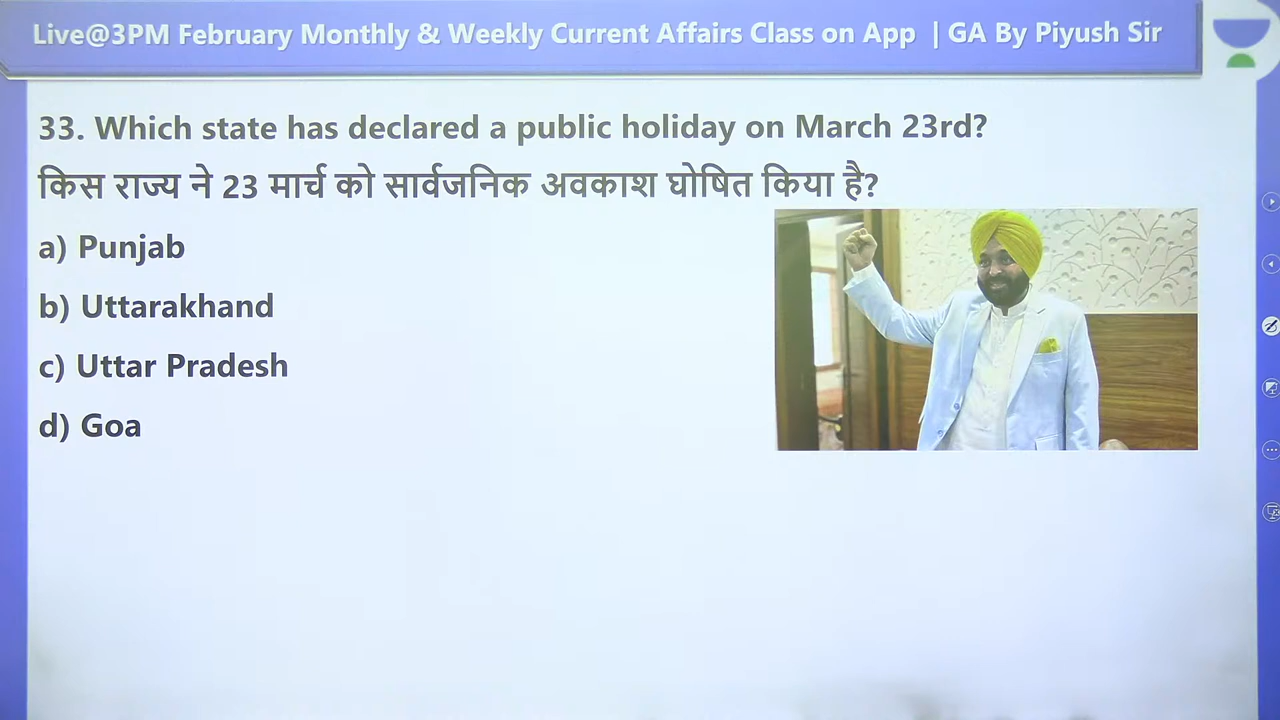 Live@3PM February Monthly & Weekly Current Affairs Class on App | GA By Piyush Sir
33. Which state has declared a public holiday on March 23rd?
किस राज्य ने 23 मार्च को सार्वजनिक अवकाश घोषित किया है?
a) Punjab
b) Uttarakhand
c) Uttar Pradesh
d) Goa